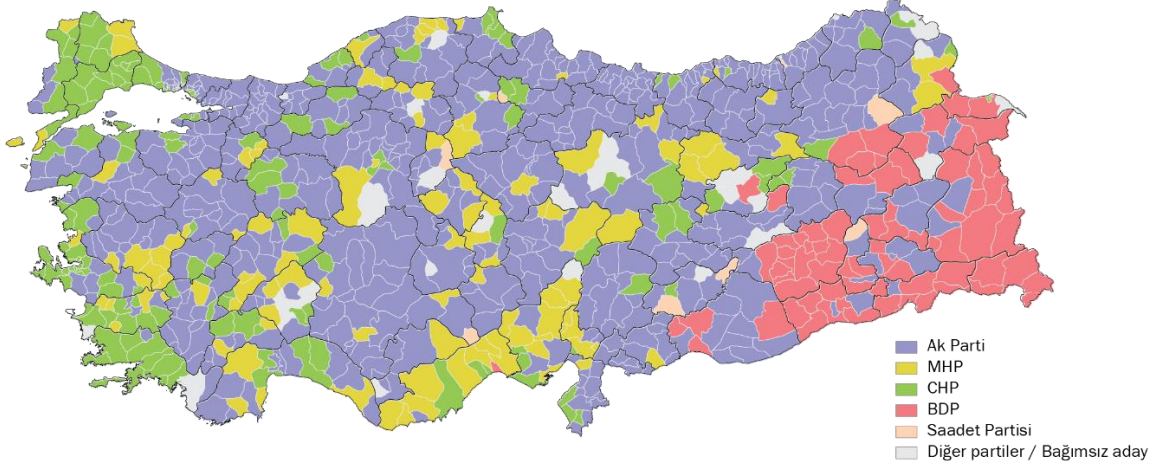 Ak Parti
MHP
CHP
BDP
Saadet Partisi
Diğer partiler / Bağımsız aday